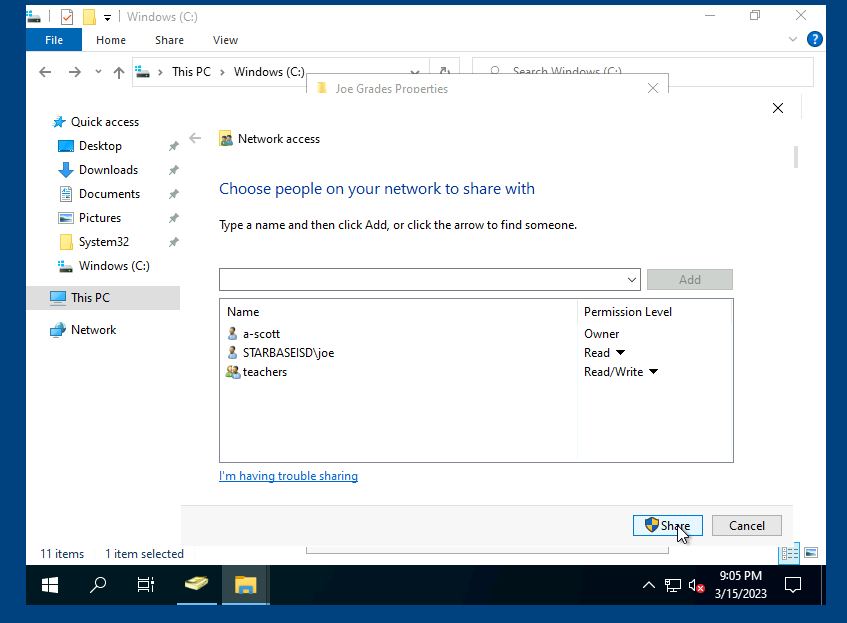 Windows (C:)
File Home Share View
This PC Windows (C:) Search Windows (C:)
Joe Grades Properties
Quick access
Desktop
Downloads
Documents
Pictures
System32
Windows (C:)
This PC
Network
Network access
Choose people on your network to share with
Type a name and then click Add, or click the arrow to find someone.
Add
Name Permission Level
a-scott Owner
STARBASEISD\joe Read
teachers Read/Write
I'm having trouble sharing
Share Cancel
11 items 1 item selected
9:05 PM
3/15/2023